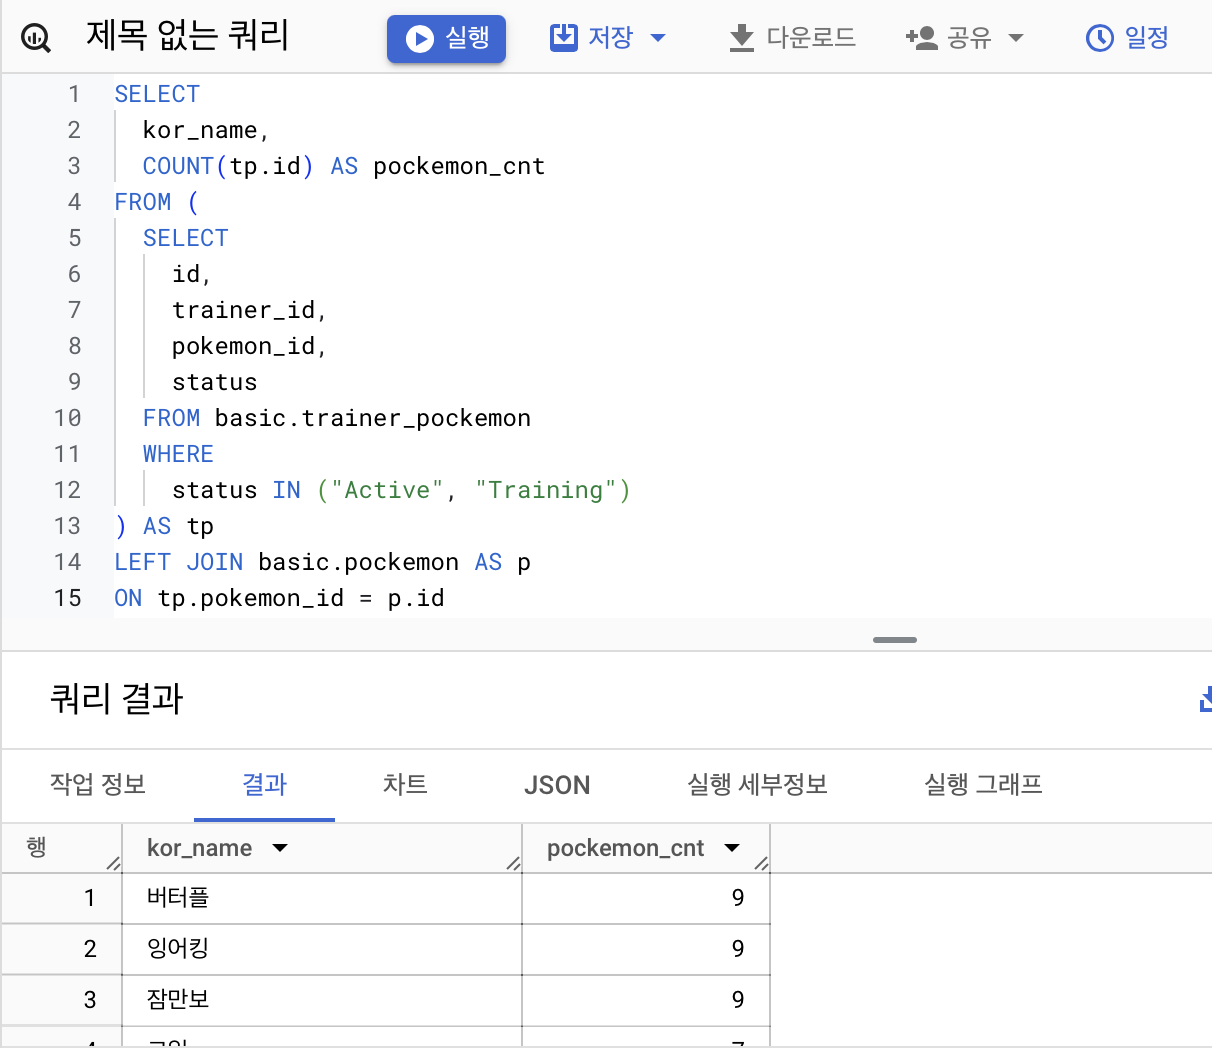 제목 없는 쿼리
실행
저장
다운로드
공유
일정
1 SELECT
2 kor_name,
3 COUNT(tp.id) AS pockemon_cnt
4 FROM (
5 SELECT
6 id,
7 trainer_id,
8 pokemon_id,
9 status
10 FROM basic.trainer_pockemon
11 WHERE
12 status IN ("Active", "Training")
13 ) AS tp
14 LEFT JOIN basic.pockemon AS p
15 ON tp.pokemon_id = p.id
쿼리 결과
작업 정보 결과 차트 JSON 실행 세부정보 실행 그래프
행 kor_name pockemon_cnt
1 버터플 9
2 잉어킹 9
3 잠만보 9